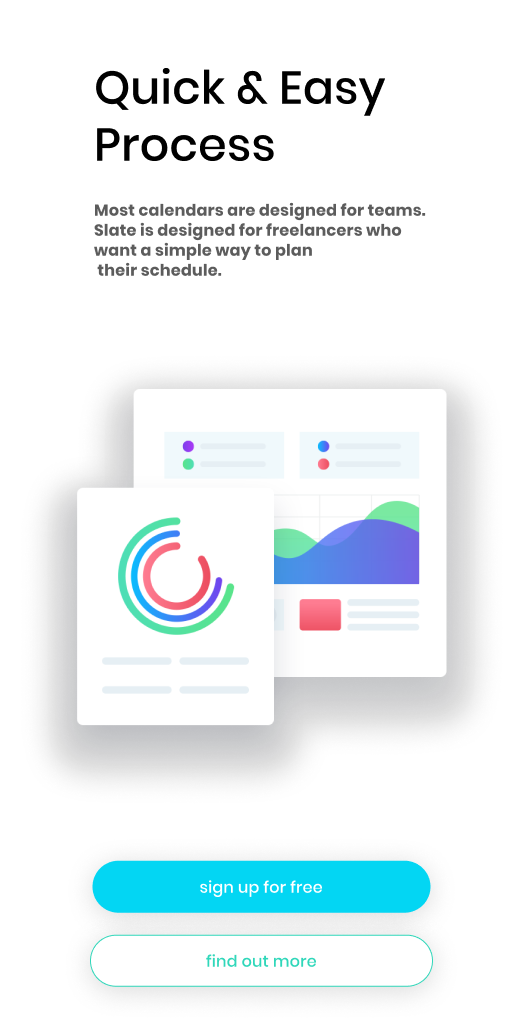 Quick & Easy
Process
Most calendars are designed for teams.
Slate is designed for freelancers who
want a simple way to plan
their schedule.
sign up for free
find out more